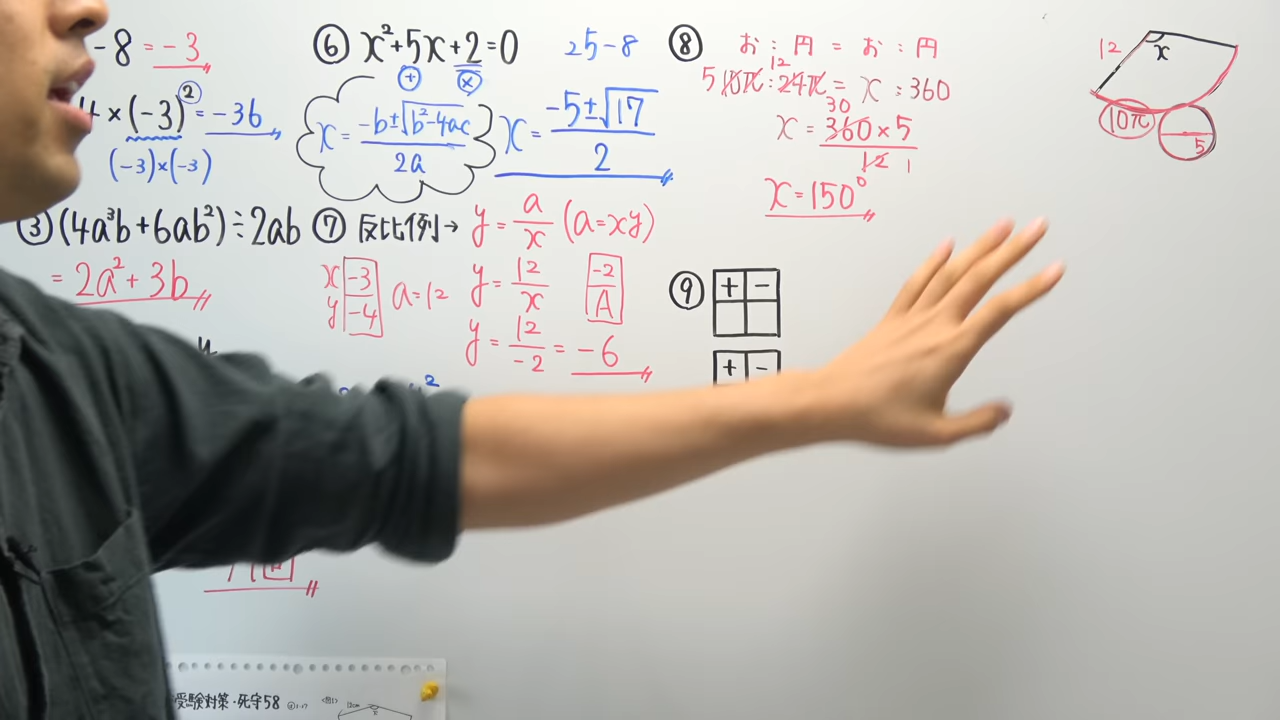 -8 = -3
4 × (-3)² = -36
(-3)×(-3)
③ (4a³b + 6ab²) ÷ 2ab
= 2a² + 3b
⑥ x² + 5x + 2 = 0
25-8
+ ×
x = -b±√b²-4ac / 2a
x = -5±√17 / 2
⑦ 反比例→ y = a/x (a=xy)
x -3
y -4
a=12
y = 12/x
-2
A
y = 12/-2 = -6
⑧ お : 円 = お : 円
12
5 10π : 24π = x : 360
30
x = 360×5 / 12 1
x = 150°
12
x
10π
5
⑨ + -
+ -
受験対策・死守58